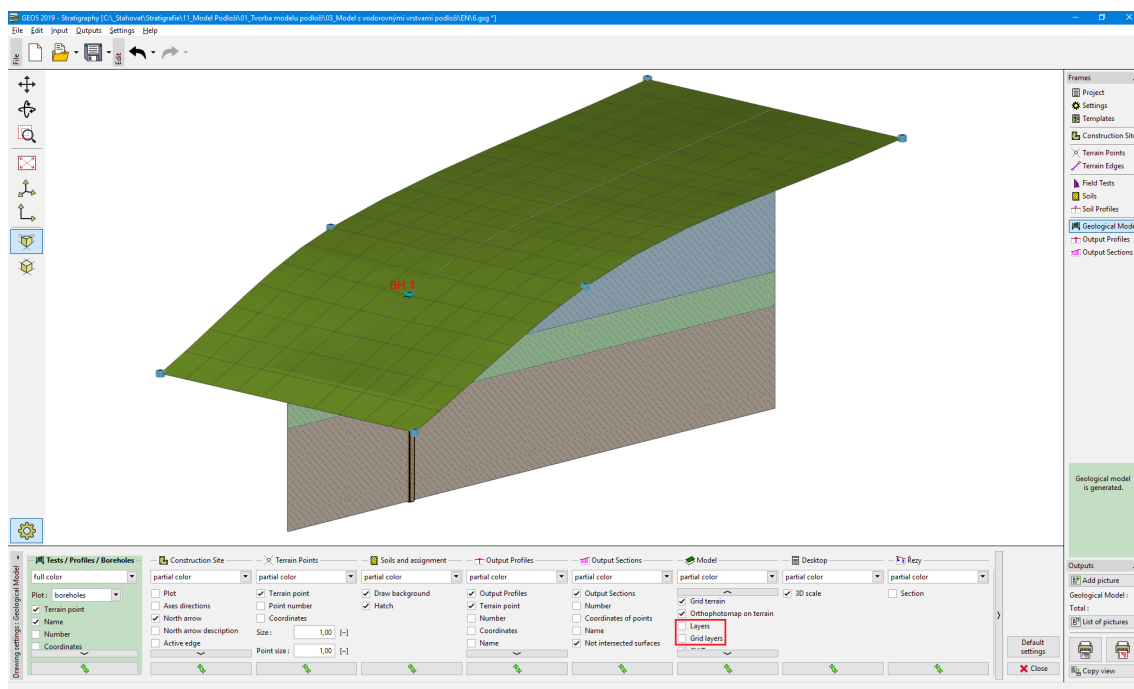 GEO5 2019 - Stratigraphy [C:\_Stahovat\Stratigrafie\11_Model Podloží\01_Tvorba modelu podloží\03_Model s vodorovnými vrstvami podloží\EN\6.gsg *]
File Edit Input Outputs Settings Help
File
Edit
BH 1
Frames
Project
Settings
Templates
Construction Site
Terrain Points
Terrain Edges
Field Tests
Soils
Soil Profiles
Geological Mode
Output Profiles
Output Sections
Geological model
is generated.
Outputs
Add picture
Geological Model :
Total :
List of pictures
Copy view
Drawing settings : Geological Model
Tests / Profiles / Boreholes
full color
Plot : boreholes
Terrain point
Name
Number
Coordinates
Construction Site
partial color
Plot
Axes directions
North arrow
North arrow description
Active edge
Terrain Points
partial color
Terrain point
Point number
Coordinates
Size : 1,00 [–]
Point size : 1,00 [–]
Soils and assignment
partial color
Draw background
Hatch
Output Profiles
partial color
Output Profiles
Terrain point
Number
Coordinates
Name
Output Sections
partial color
Output Sections
Number
Coordinates of points
Name
Not intersected surfaces
Model
partial color
Grid terrain
Orthophotomap on terrain
Layers
Grid layers
Desktop
partial color
3D scale
Řezy
partial color
Section
Default
settings
Close